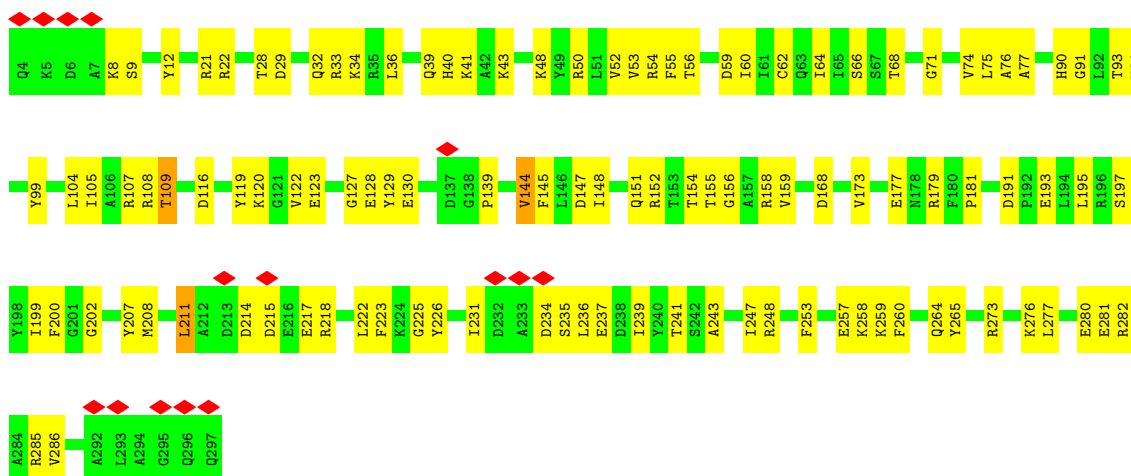 Q4 K5 D6 A7 K8 S9 Y12 R21 R22 T28 D29 Q32 R33 K34 R35 L36 Q39 H40 K41 A42 K43 K48 Y49 R50 L51 V52 V53 R54 F55 T56 D59 I60 I61 C62 Q63 I64 I65 S66 S67 T68 G71 V74 L75 A76 A77 H90 G91 L92 T93
Y99 L104 I105 A106 R107 R108 T109 D116 Y119 K120 G121 V122 E123 G127 E128 Y129 E130 D137 G138 P139 V144 F145 L146 D147 I148 Q151 R152 T153 T154 T155 G156 A157 R158 V159 D168 V173 E177 N178 R179 F180 P181 D191 P192 E193 L194 L195 R196 S197
Y198 I199 F200 G201 G202 Y207 M208 L211 A212 D213 D214 D215 E216 E217 R218 L222 F223 K224 G225 Y226 I231 D232 A233 D234 S235 L236 E237 D238 I239 Y240 T241 S242 A243 I247 R248 F253 E257 K258 K259 F260 Q264 Y265 R273 K276 L277 E280 E281 R282
A284 R285 V286 A292 L293 A294 G295 Q296 Q297